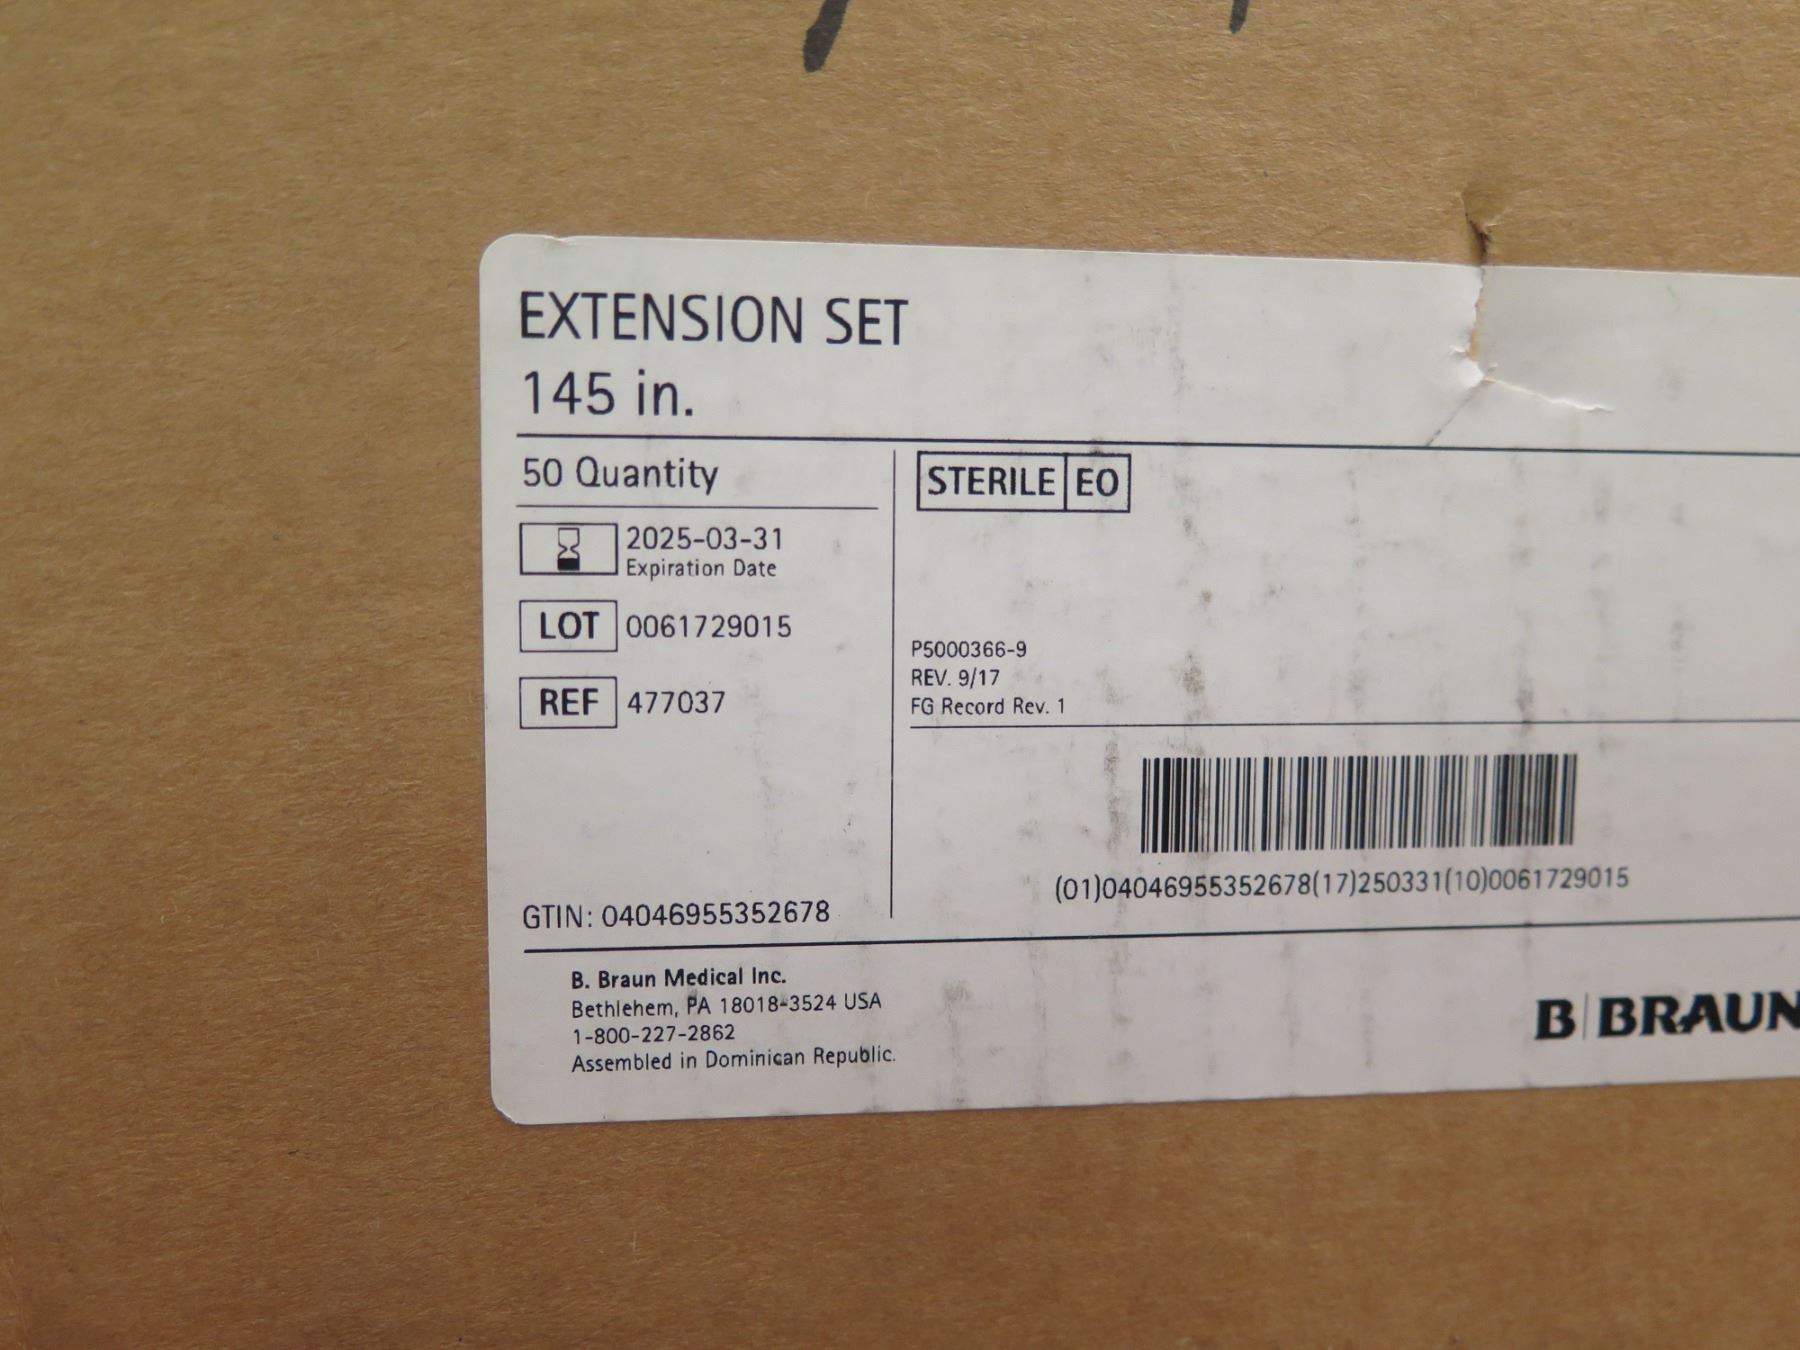 EXTENSION SET
145 in.
50 Quantity
STERILE EO
2025-03-31
Expiration Date
LOT 0061729015
REF 477037
P5000366-9
REV. 9/17
FG Record Rev. 1
(01)04046955352678(17)250331(10)0061729015
GTIN: 04046955352678
B. Braun Medical Inc.
Bethlehem, PA 18018-3524 USA
1-800-227-2862
Assembled in Dominican Republic.
B BRAUN